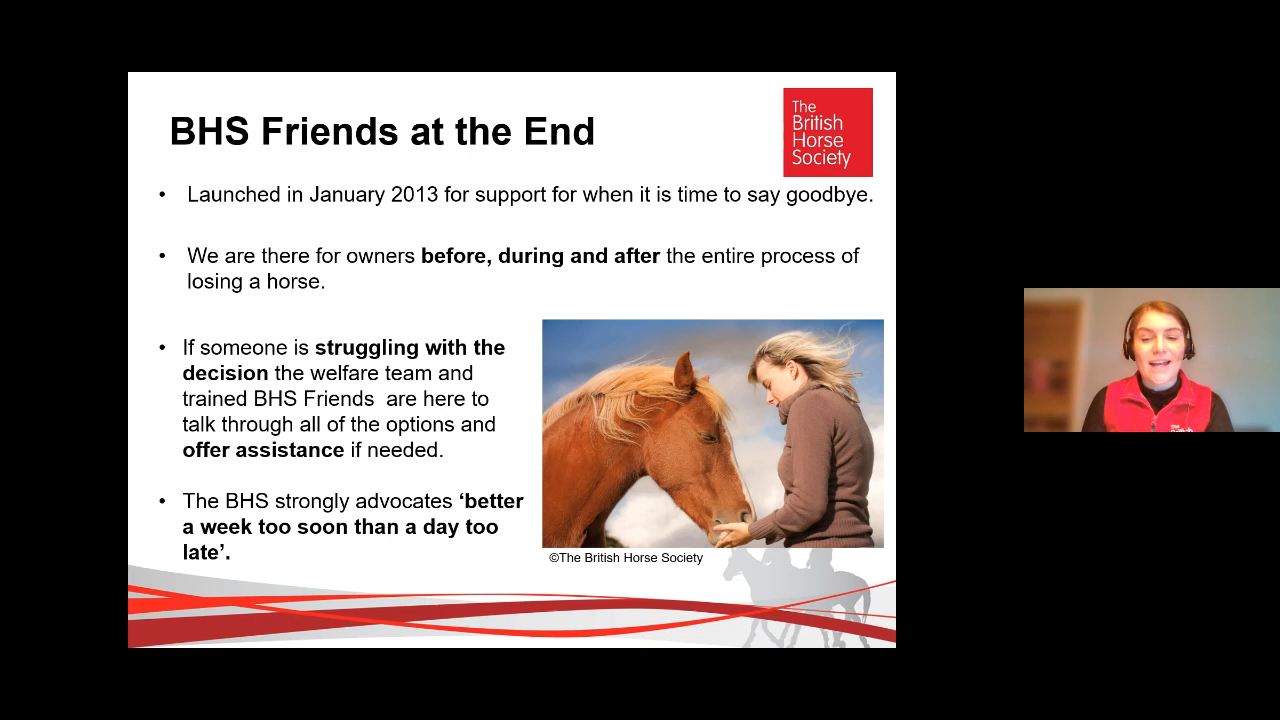 BHS Friends at the End
The
British
Horse
Society
• Launched in January 2013 for support for when it is time to say goodbye.
• We are there for owners before, during and after the entire process of
losing a horse.
• If someone is struggling with the
decision the welfare team and
trained BHS Friends are here to
talk through all of the options and
offer assistance if needed.
• The BHS strongly advocates ‘better
a week too soon than a day too
late’.
©The British Horse Society
The